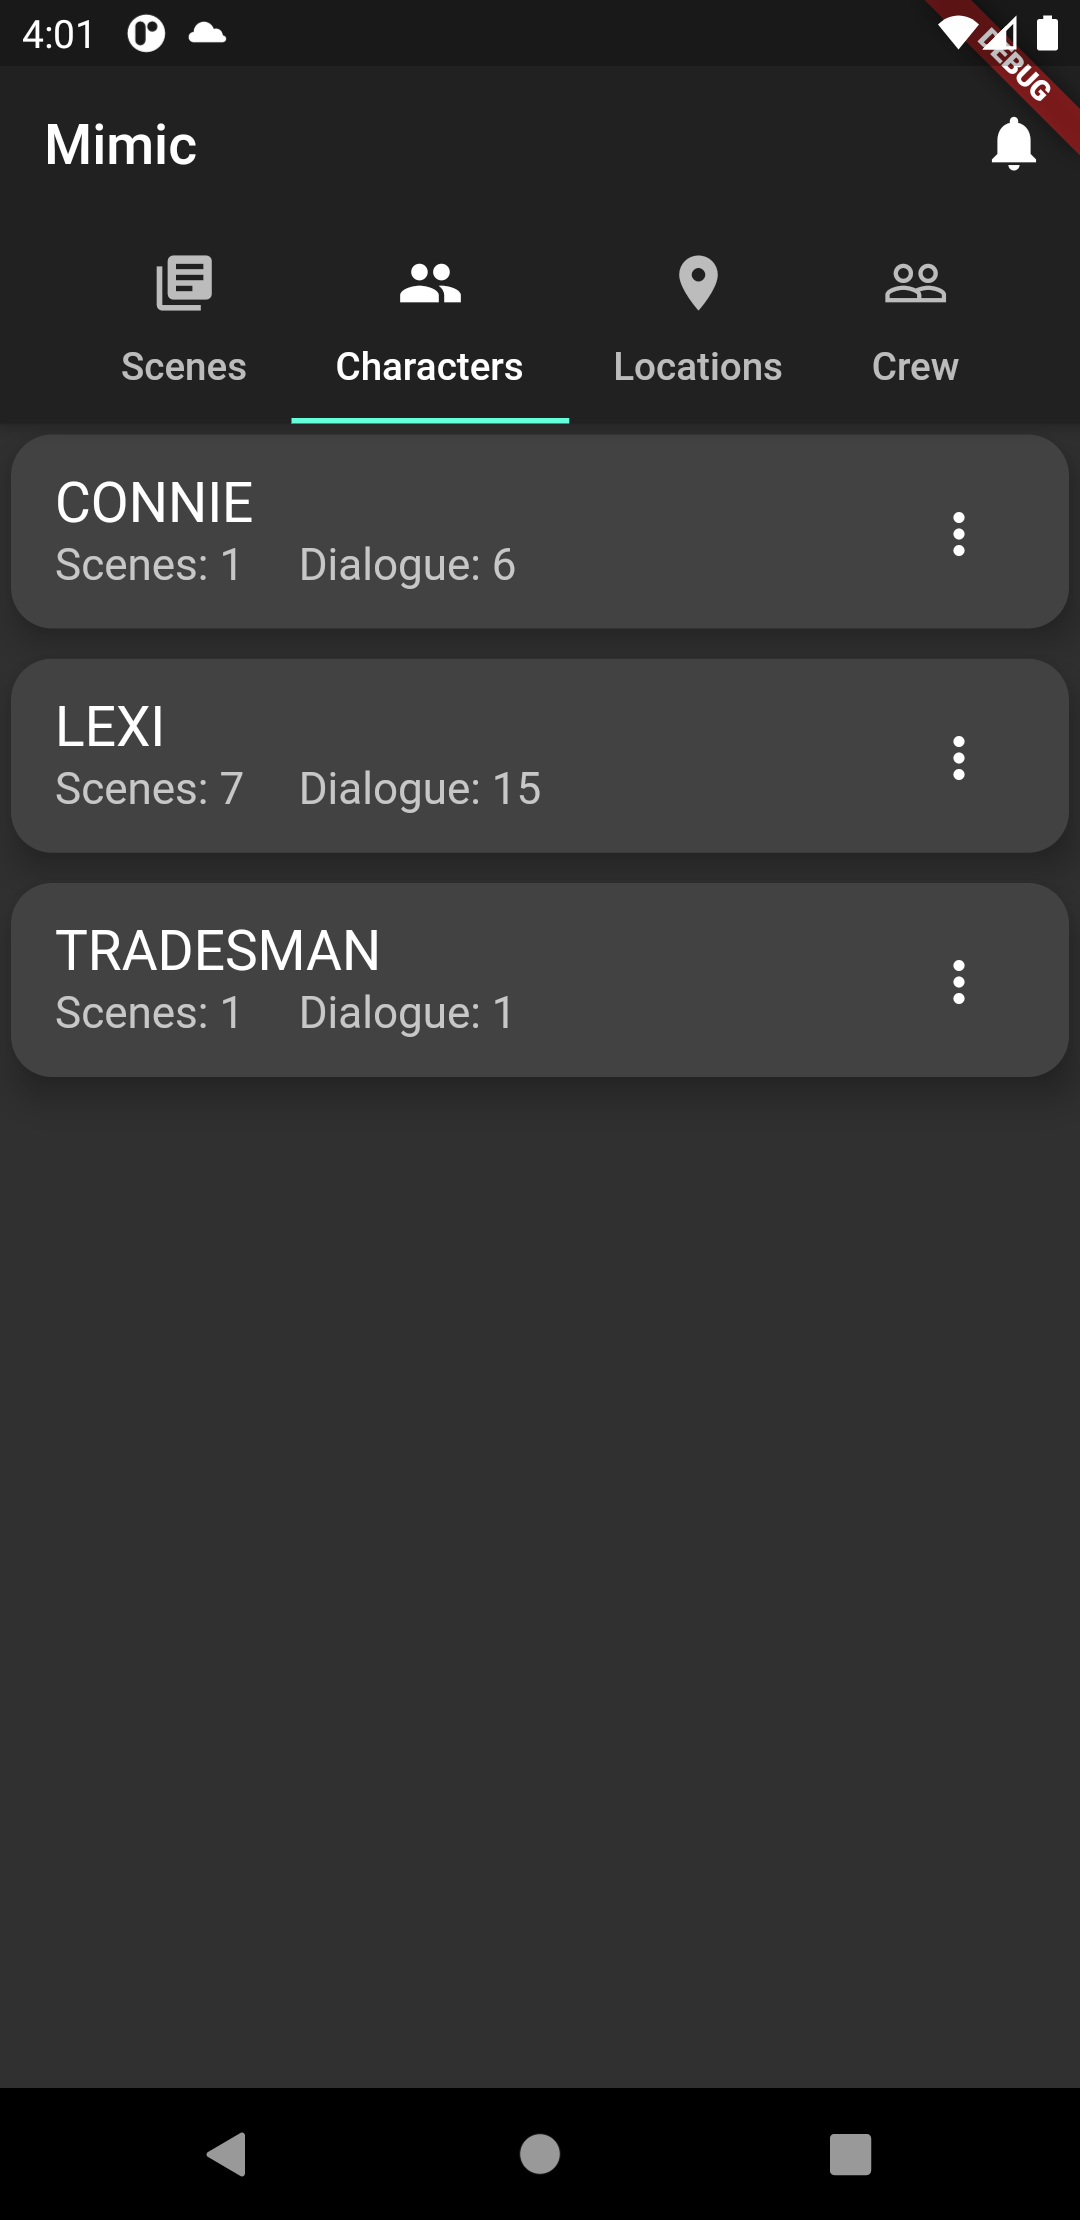 4:01
DEBUG
Mimic
Scenes Characters Locations Crew
CONNIE
Scenes: 1 Dialogue: 6
LEXI
Scenes: 7 Dialogue: 15
TRADESMAN
Scenes: 1 Dialogue: 1